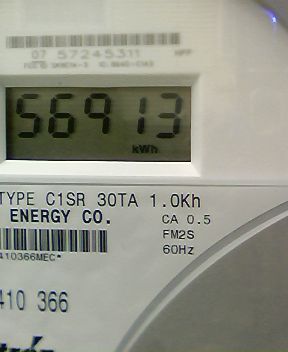 07 57245311
56913
kWh
TYPE C1SR 30TA 1.0Kh
ENERGY CO. CA 0.5
FM2S
60Hz
410366MEC*
410 366